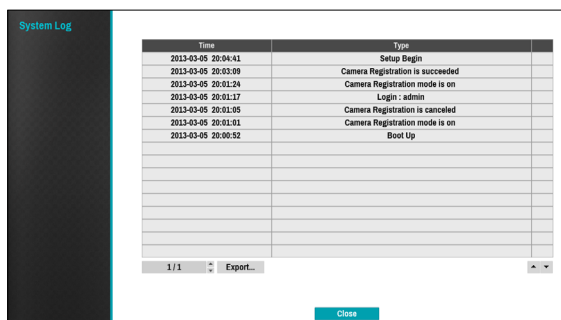 System Log
Time Type
2013-03-05 20:04:41 Setup Begin
2013-03-05 20:03:09 Camera Registration is succeeded
2013-03-05 20:01:24 Camera Registration mode is on
2013-03-05 20:01:17 Login : admin
2013-03-05 20:01:05 Camera Registration is canceled
2013-03-05 20:01:01 Camera Registration mode is on
2013-03-05 20:00:52 Boot Up
1 / 1 Export...
Close